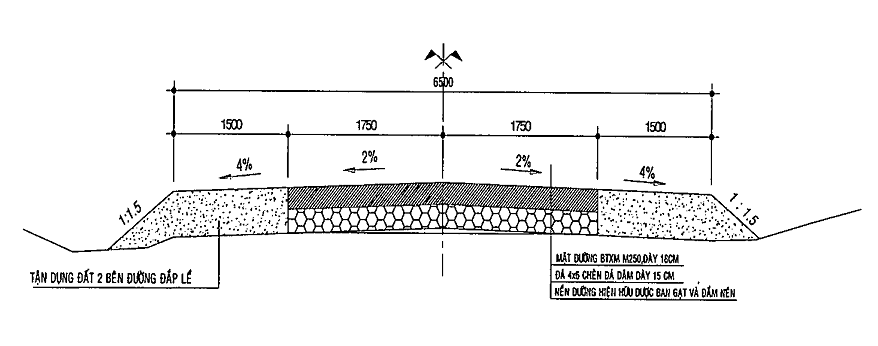 6500
1500 1750 1750 1500
4% 2% 2% 4%
1:1.5 1:1.5
MẶT ĐƯỜNG BTXM M250,DÀY 18CM
TẬN DỤNG ĐẤT 2 BÊN ĐƯỜNG ĐẮP LỀ
ĐÁ 4x6 CHÈN ĐÁ DĂM DÀY 15 CM
NỀN ĐƯỜNG HIỆN HỮU ĐƯỢC BAN GẠT VÀ ĐẦM NÉN